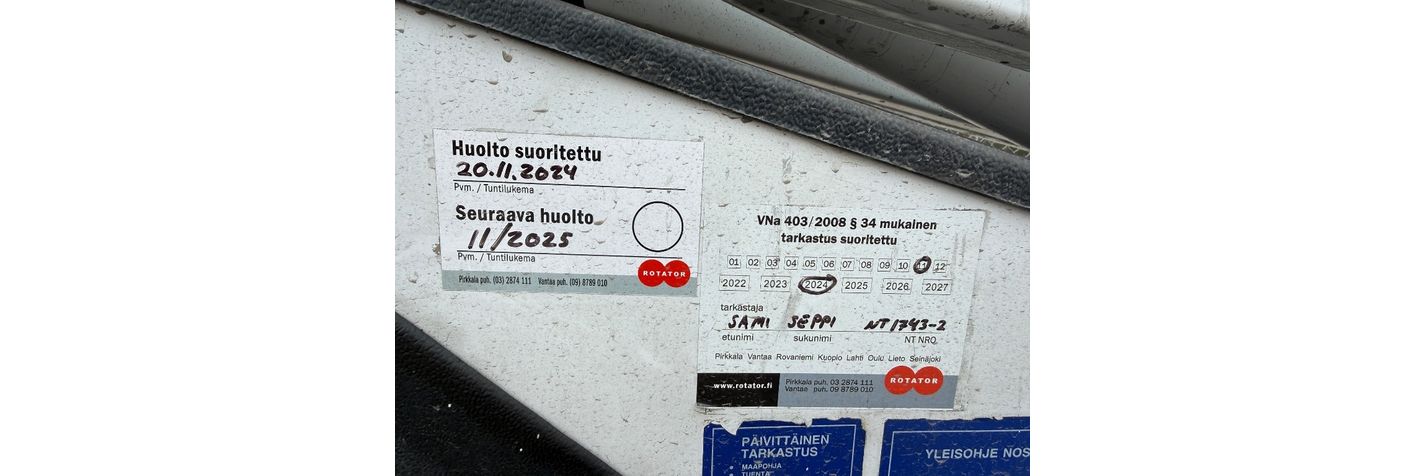 Huolto suoritettu
20.11.2024
Pvm. / Tuntilukema
Seuraava huolto
11/2025
Pvm. / Tuntilukema
Pirkkala puh. (03) 2874 111 Vantaa puh. (09) 8789 010
ROTATOR
VNa 403/2008 § 34 mukainen
tarkastus suoritettu
01 02 03 04 05 06 07 08 09 10 11 12
2022 2023 2024 2025 2026 2027
tarkastaja
SAMI SEPPI NT1743-2
etunimi sukunimi NT NRO
Pirkkala Vantaa Rovaniemi Kuopio Lahti Oulu Lieto Seinäjoki
www.rotator.fi
Pirkkala puh. 03 2874 111
Vantaa puh. 09 8789 010
ROTATOR
PÄIVITTÄINEN
TARKASTUS
• MAAPOHJA
• TUENTA
YLEISOHJE NOS